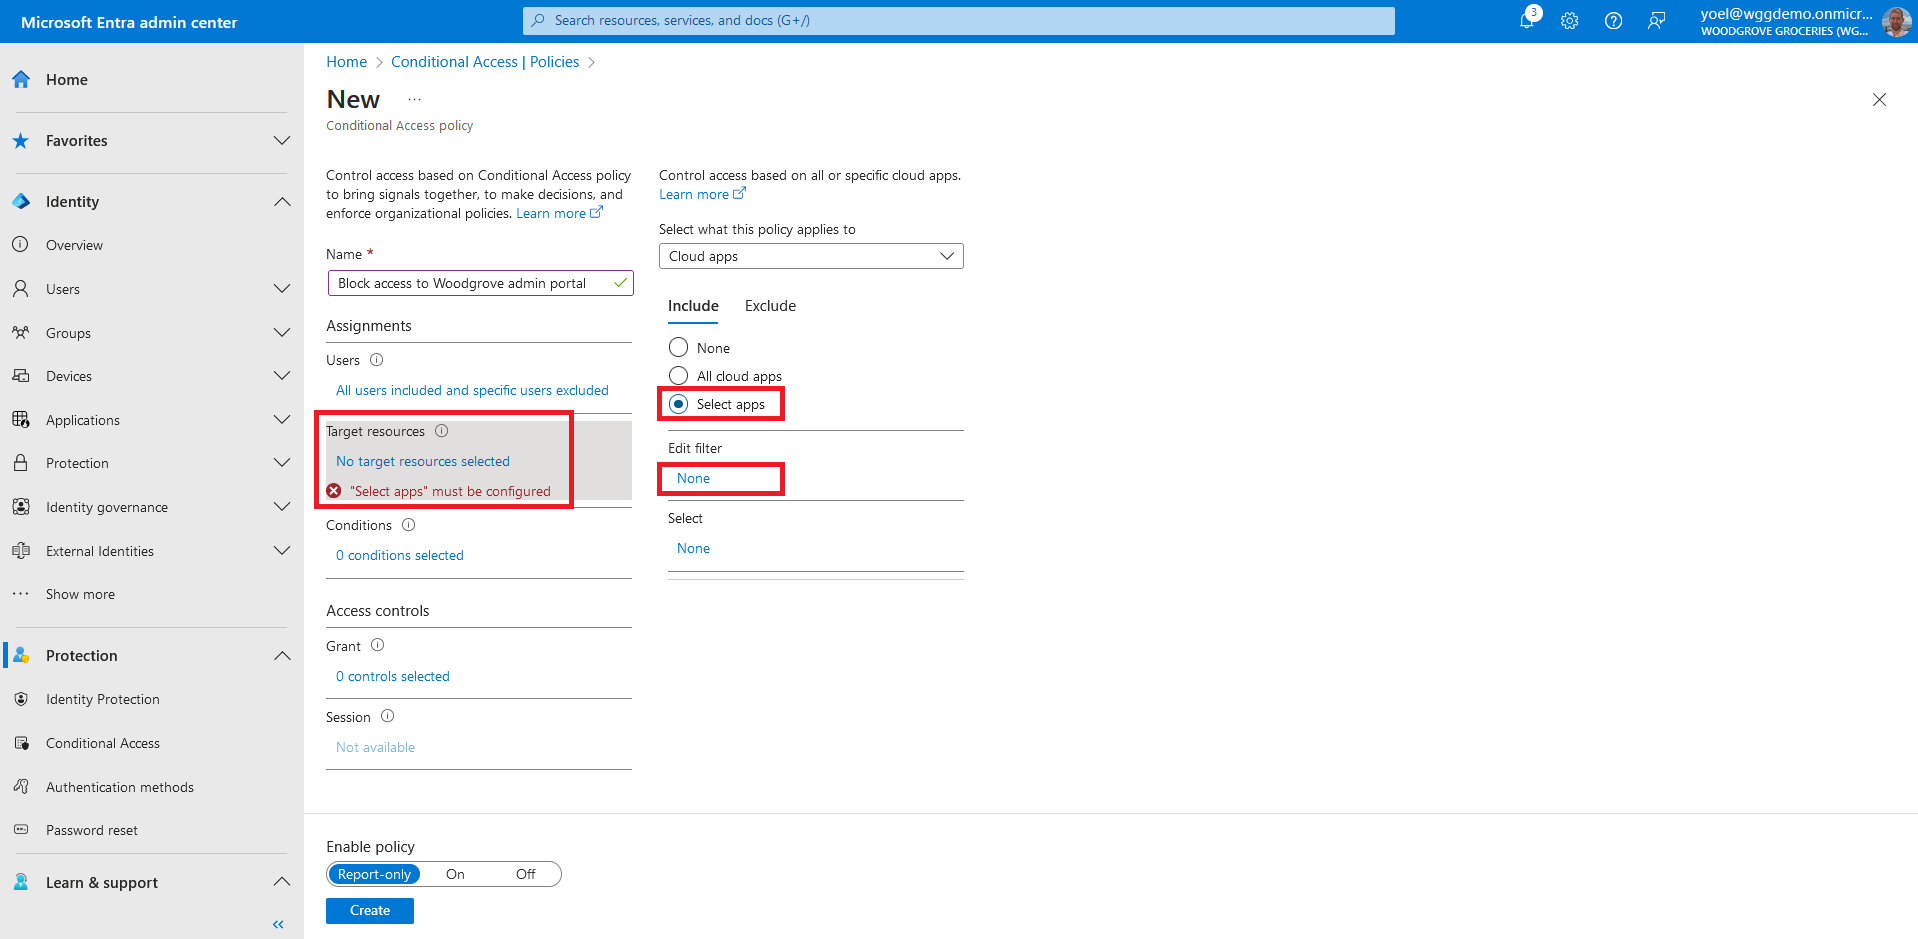 Microsoft Entra admin center
Search resources, services, and docs (G+/)
3
yoel@wggdemo.onmicr...
WOODGROVE GROCERIES (WG...
Home
Favorites
Identity
Overview
Users
Groups
Devices
Applications
Protection
Identity governance
External Identities
Show more
Protection
Identity Protection
Conditional Access
Authentication methods
Password reset
Learn & support
Home > Conditional Access | Policies >
New ...
Conditional Access policy
Control access based on Conditional Access policy
to bring signals together, to make decisions, and
enforce organizational policies. Learn more
Name *
Block access to Woodgrove admin portal
Assignments
Users
All users included and specific users excluded
Target resources
No target resources selected
"Select apps" must be configured
Conditions
0 conditions selected
Access controls
Grant
0 controls selected
Session
Not available
Control access based on all or specific cloud apps.
Learn more
Select what this policy applies to
Cloud apps
Include Exclude
None
All cloud apps
Select apps
Edit filter
None
Select
None
Enable policy
Report-only On Off
Create